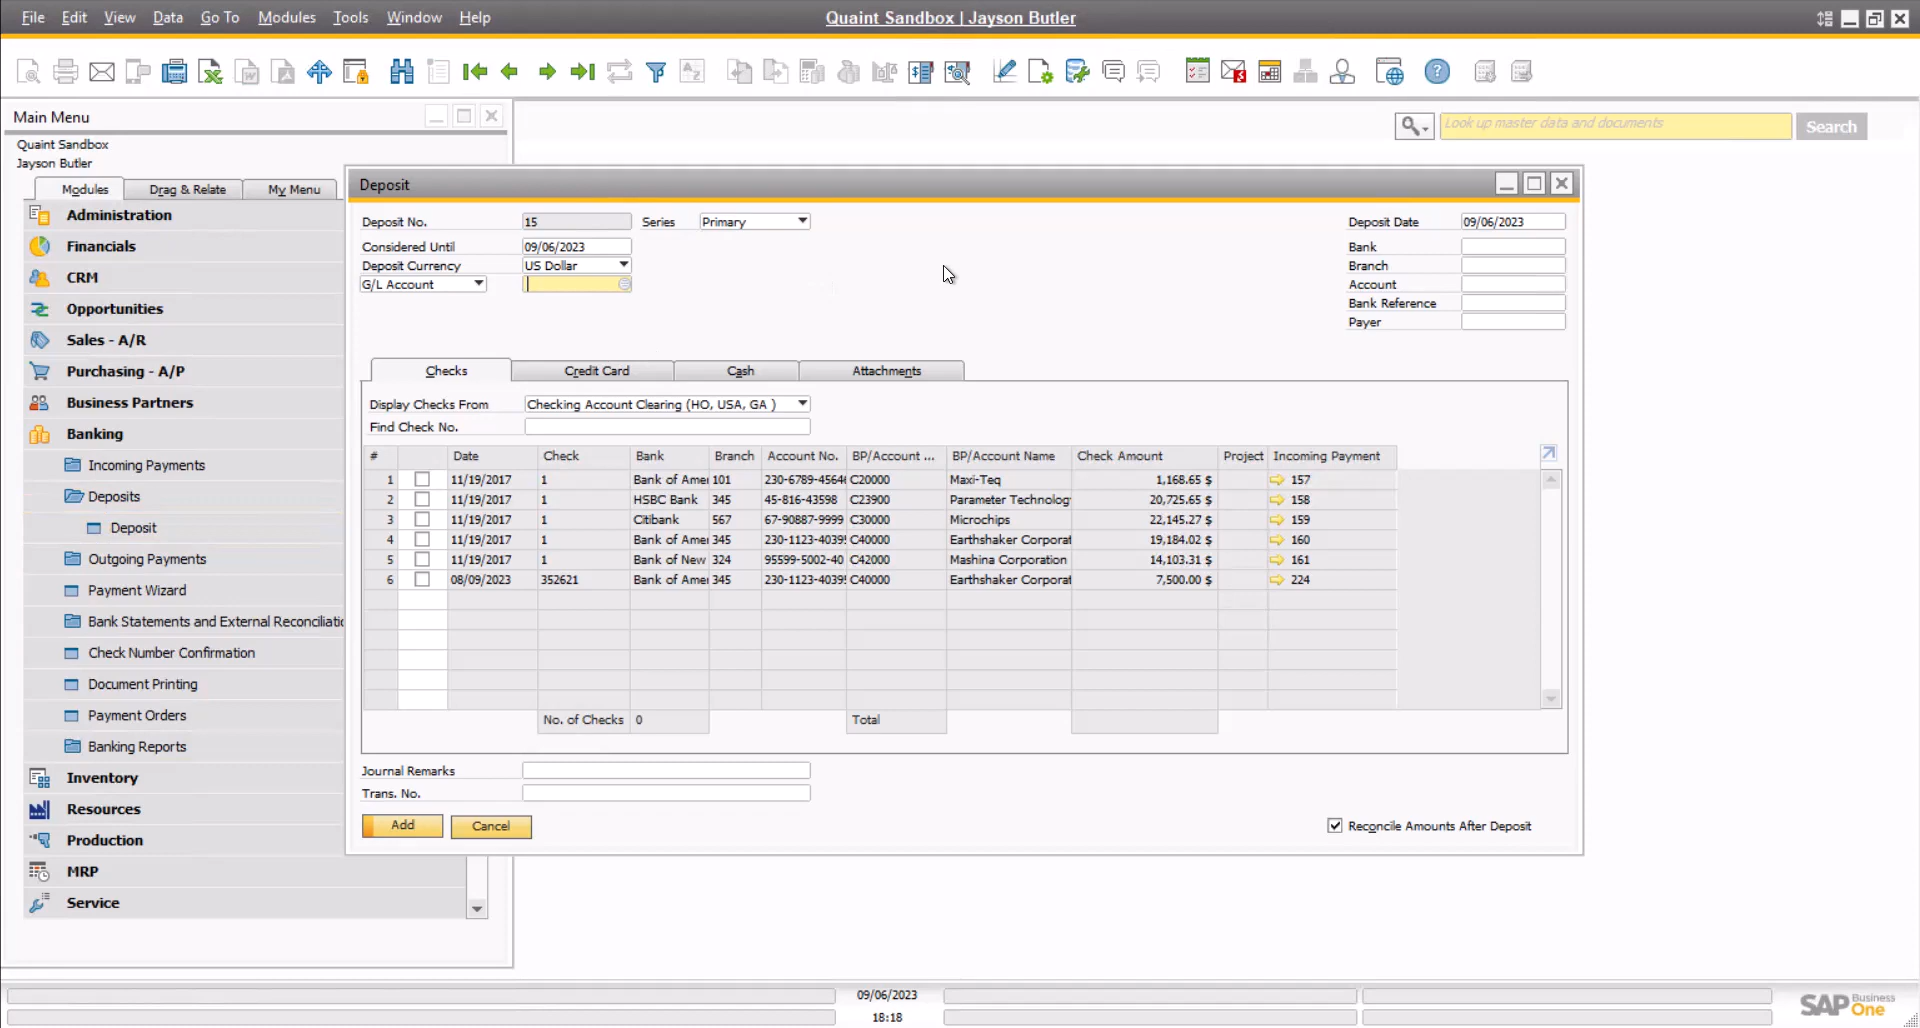 File Edit View Data Go To Modules Tools Window Help
Quaint Sandbox | Jayson Butler
Main Menu
Quaint Sandbox
Jayson Butler
Look up master data and documents
Search
Modules Drag & Relate My Menu
Administration
Financials
CRM
Opportunities
Sales - A/R
Purchasing - A/P
Business Partners
Banking
Incoming Payments
Deposits
Deposit
Outgoing Payments
Payment Wizard
Bank Statements and External Reconciliatio
Check Number Confirmation
Document Printing
Payment Orders
Banking Reports
Inventory
Resources
Production
MRP
Service
Deposit
Deposit No. 15 Series Primary Deposit Date 09/06/2023
Considered Until 09/06/2023 Bank
Deposit Currency US Dollar Branch
G/L Account Account
Bank Reference
Payer
Checks Credit Card Cash Attachments
Display Checks From Checking Account Clearing (HO, USA, GA )
Find Check No.
# Date Check Bank Branch Account No. BP/Account ... BP/Account Name Check Amount Project Incoming Payment
1 11/19/2017 1 Bank of Amer 101 230-6789-4564 C20000 Maxi-Teq 1,168.65 $ 157
2 11/19/2017 1 HSBC Bank 345 45-816-43598 C23900 Parameter Technolog 20,725.65 $ 158
3 11/19/2017 1 Citibank 567 67-90887-9999 C30000 Microchips 22,145.27 $ 159
4 11/19/2017 1 Bank of Amer 345 230-1123-4039 C40000 Earthshaker Corporat 19,184.02 $ 160
5 11/19/2017 1 Bank of New 324 95599-5002-40 C42000 Mashina Corporation 14,103.31 $ 161
6 08/09/2023 352621 Bank of Amer 345 230-1123-4039 C40000 Earthshaker Corporat 7,500.00 $ 224
No. of Checks 0 Total
Journal Remarks
Trans. No.
Add Cancel Reconcile Amounts After Deposit
09/06/2023
18:18
SAP Business One